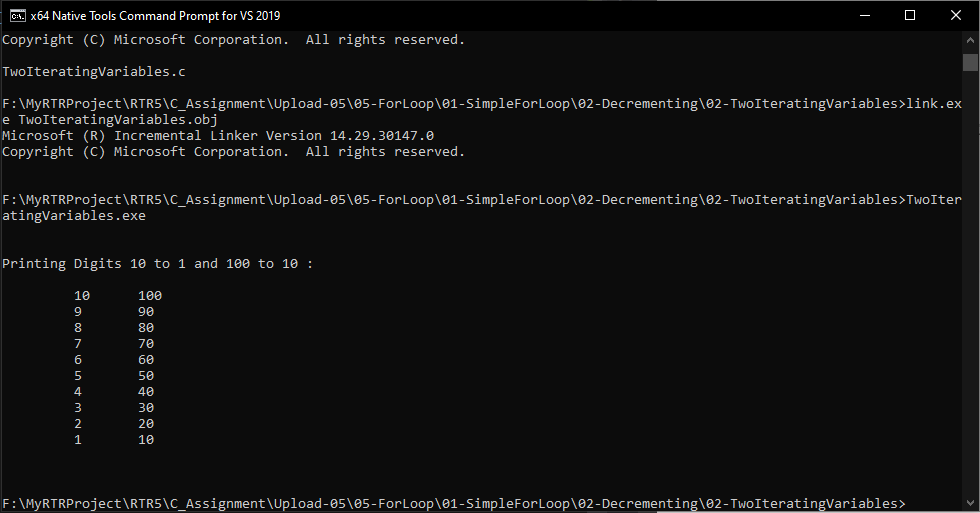 x64 Native Tools Command Prompt for VS 2019
Copyright (C) Microsoft Corporation.  All rights reserved.
TwoIteratingVariables.c
F:\MyRTRProject\RTR5\C_Assignment\Upload-05\05-ForLoop\01-SimpleForLoop\02-Decrementing\02-TwoIteratingVariables>link.ex
e TwoIteratingVariables.obj
Microsoft (R) Incremental Linker Version 14.29.30147.0
Copyright (C) Microsoft Corporation.  All rights reserved.
F:\MyRTRProject\RTR5\C_Assignment\Upload-05\05-ForLoop\01-SimpleForLoop\02-Decrementing\02-TwoIteratingVariables>TwoIter
atingVariables.exe
Printing Digits 10 to 1 and 100 to 10 :
10 100
9 90
8 80
7 70
6 60
5 50
4 40
3 30
2 20
1 10
F:\MyRTRProject\RTR5\C_Assignment\Upload-05\05-ForLoop\01-SimpleForLoop\02-Decrementing\02-TwoIteratingVariables>